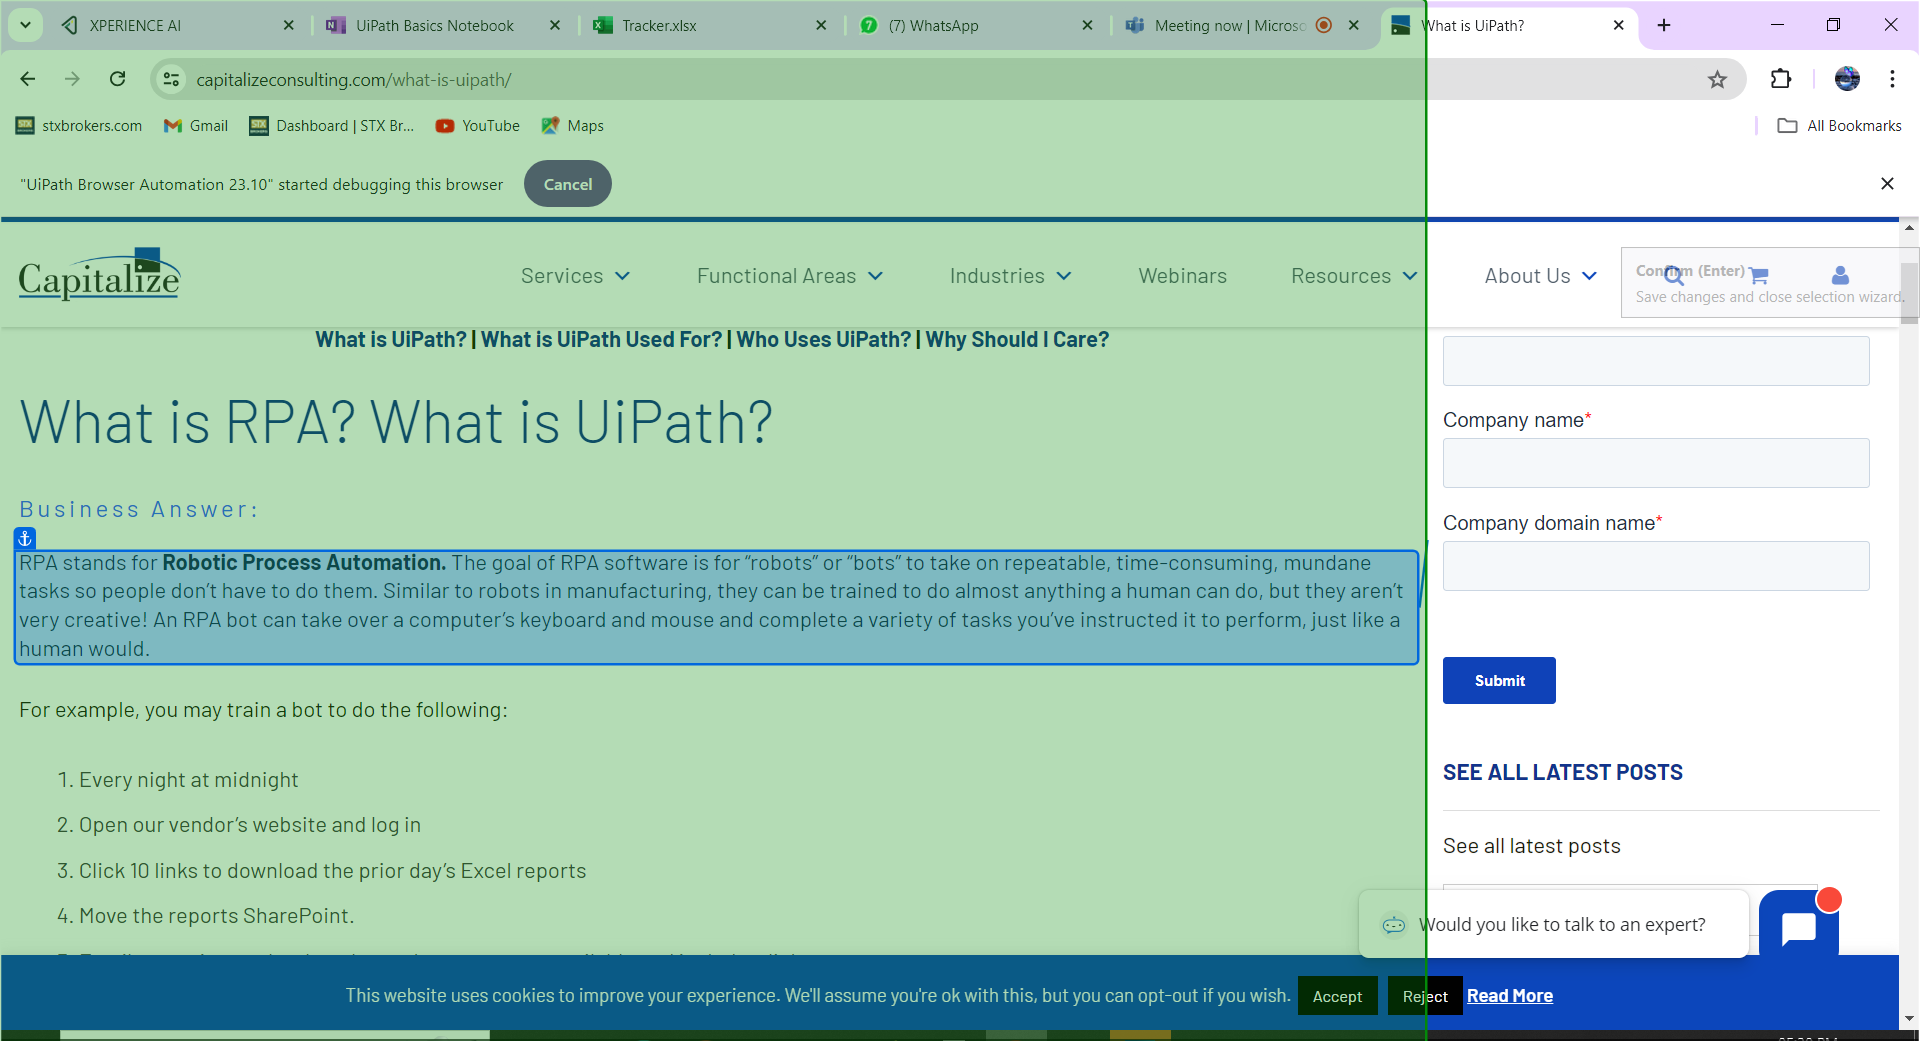 XPERIENCE AI
UiPath Basics Notebook
Tracker.xlsx
(7) WhatsApp
Meeting now | Microso
What is UiPath?
capitalizeconsulting.com/what-is-uipath/
stxbrokers.com
Gmail
Dashboard | STX Br...
YouTube
Maps
All Bookmarks
"UiPath Browser Automation 23.10" started debugging this browser
Cancel
Capitalize
Services
Functional Areas
Industries
Webinars
Resources
About Us
Confirm (Enter)
Save changes and close selection wizard.
What is UiPath? | What is UiPath Used For? | Who Uses UiPath? | Why Should I Care?
What is RPA? What is UiPath?
Business Answer:
RPA stands for Robotic Process Automation. The goal of RPA software is for “robots” or “bots” to take on repeatable, time-consuming, mundane
tasks so people don’t have to do them. Similar to robots in manufacturing, they can be trained to do almost anything a human can do, but they aren’t
very creative! An RPA bot can take over a computer’s keyboard and mouse and complete a variety of tasks you’ve instructed it to perform, just like a
human would.
For example, you may train a bot to do the following:
1. Every night at midnight
2. Open our vendor’s website and log in
3. Click 10 links to download the prior day’s Excel reports
4. Move the reports SharePoint.
Company name*
Company domain name*
Submit
SEE ALL LATEST POSTS
See all latest posts
Would you like to talk to an expert?
This website uses cookies to improve your experience. We'll assume you're ok with this, but you can opt-out if you wish.
Accept
Reject
Read More